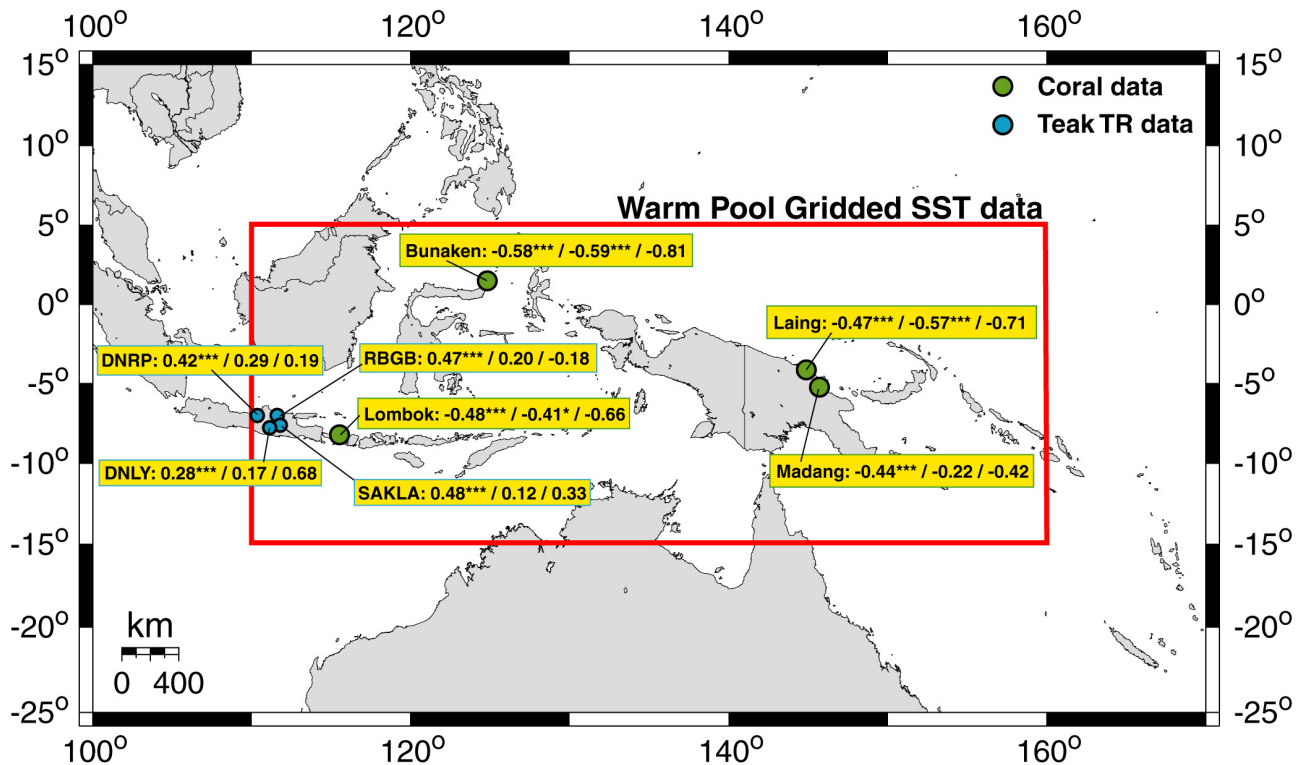 100° 120° 140° 160°
15° 15°
Coral data
Teak TR data
10° 10°
Warm Pool Gridded SST data
5° 5°
Bunaken: -0.58*** / -0.59*** / -0.81
0° 0°
Laing: -0.47*** / -0.57*** / -0.71
DNRP: 0.42*** / 0.29 / 0.19
RBGB: 0.47*** / 0.20 / -0.18
-5° -5°
Lombok: -0.48*** / -0.41* / -0.66
-10° -10°
DNLY: 0.28*** / 0.17 / 0.68
Madang: -0.44*** / -0.22 / -0.42
SAKLA: 0.48*** / 0.12 / 0.33
-15° -15°
-20° -20°
km
0 400
-25° -25°
100° 120° 140° 160°